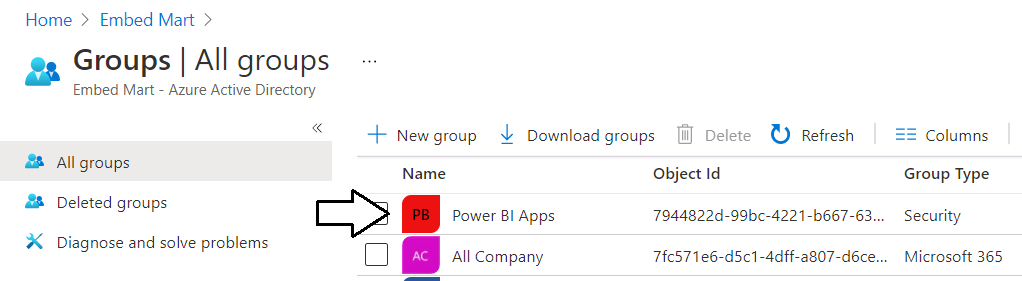 Home > Embed Mart >
Groups | All groups ...
Embed Mart - Azure Active Directory
«
All groups
Deleted groups
Diagnose and solve problems
New group Download groups Delete Refresh Columns
Name Object Id Group Type
PB Power BI Apps 7944822d-99bc-4221-b667-63... Security
AC All Company 7fc571e6-d5c1-4dff-a807-d6ce... Microsoft 365